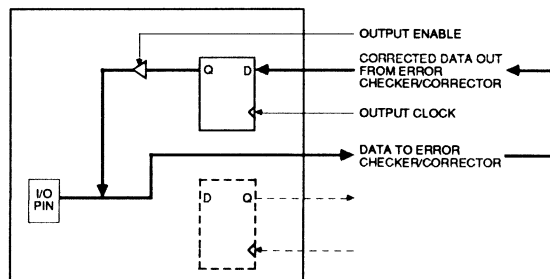 OUTPUT ENABLE
Q D
CORRECTED DATA OUT
FROM ERROR
CHECKER/CORRECTOR
OUTPUT CLOCK
DATA TO ERROR
CHECKER/CORRECTOR
I/O
PIN
D Q